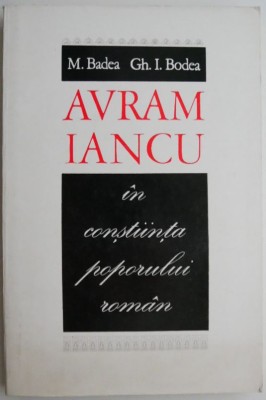 M. Badea Gh. I. Bodea
AVRAM
IANCU
în
conștiința
poporului
român